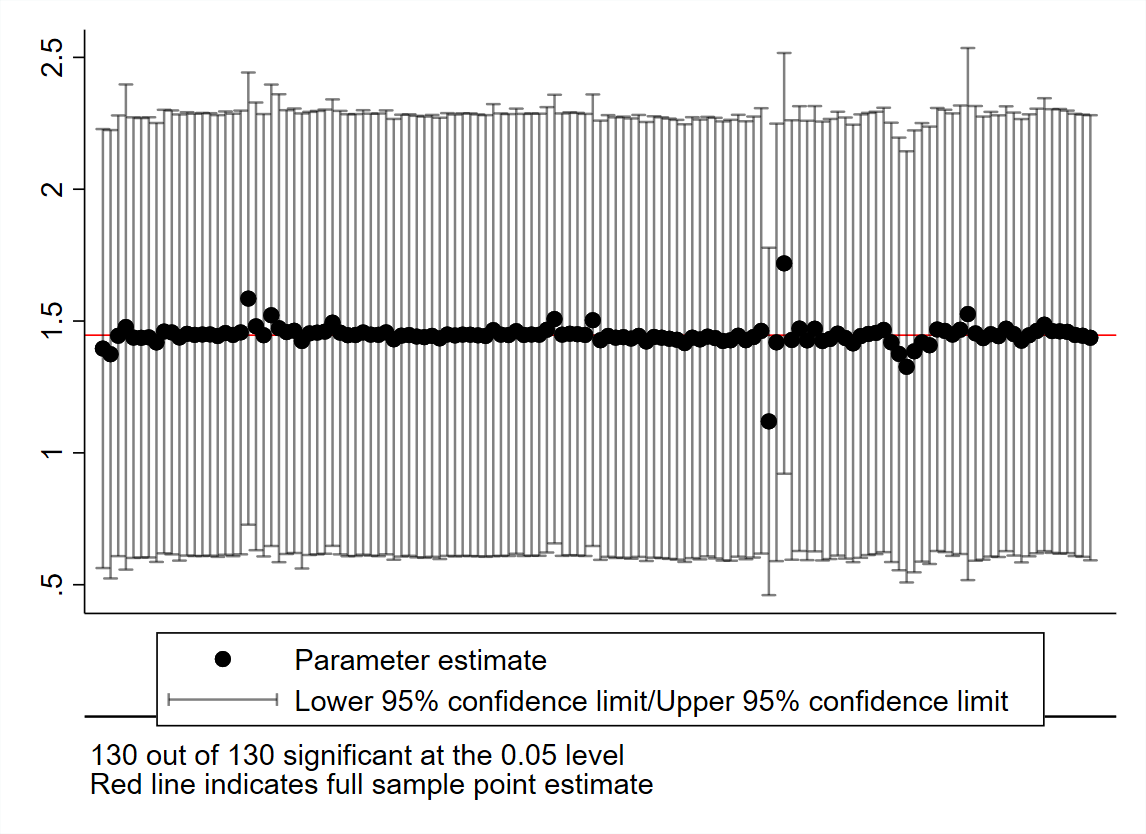 2.5
2
1.5
1
.5
Parameter estimate
Lower 95% confidence limit/Upper 95% confidence limit
130 out of 130 significant at the 0.05 level
Red line indicates full sample point estimate